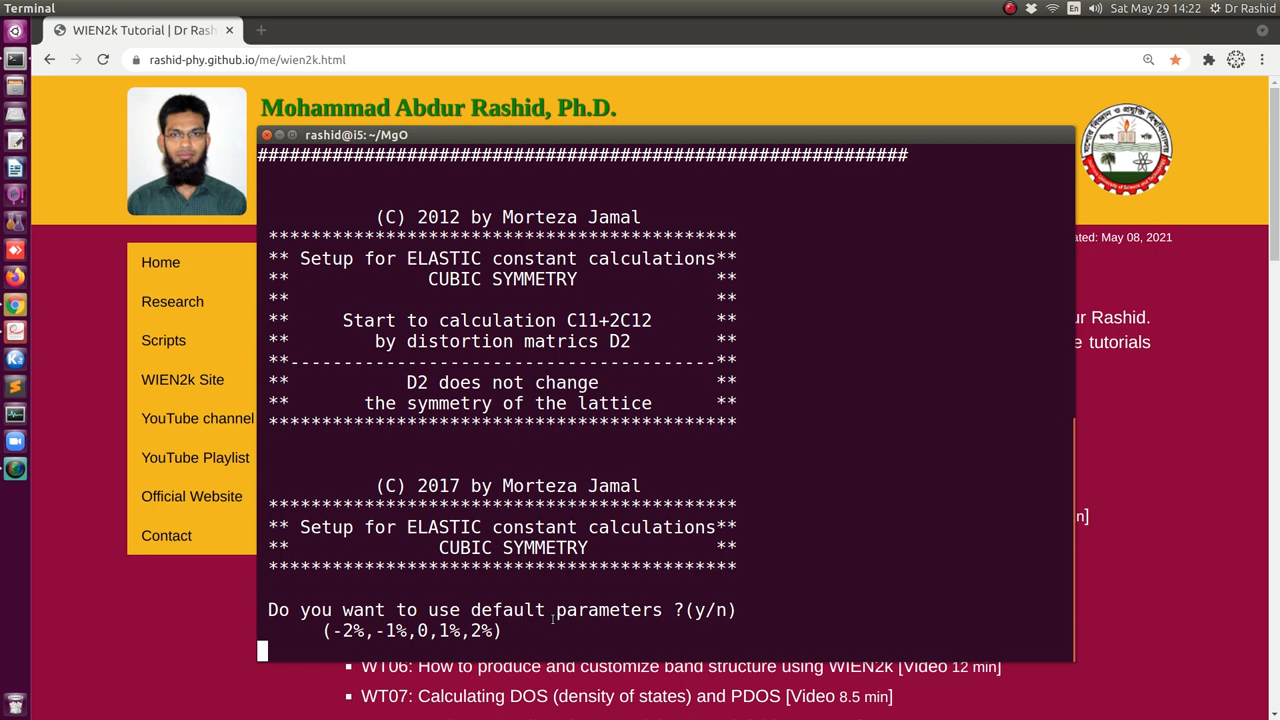 Terminal
En
Sat May 29 14:22
Dr Rashid
WIEN2k Tutorial | Dr Rash
rashid-phy.github.io/me/wien2k.html
Mohammad Abdur Rashid, Ph.D.
rashid@i5: ~/MgO
ated: May 08, 2021
Home
Research
Scripts
WIEN2k Site
YouTube channel
YouTube Playlist
Official Website
Contact
ur Rashid.
e tutorials
n]
#############################################################
(C) 2012 by Morteza Jamal
********************************************
** Setup for ELASTIC constant calculations**
** CUBIC SYMMETRY **
** **
** Start to calculation C11+2C12 **
** by distortion matrics D2 **
**----------------------------------------**
** D2 does not change **
** the symmetry of the lattice **
********************************************
(C) 2017 by Morteza Jamal
********************************************
** Setup for ELASTIC constant calculations**
** CUBIC SYMMETRY **
********************************************
Do you want to use default parameters ?(y/n)
(-2%,-1%,0,1%,2%)
WT06: How to produce and customize band structure using WIEN2k [Video 12 min]
WT07: Calculating DOS (density of states) and PDOS [Video 8.5 min]